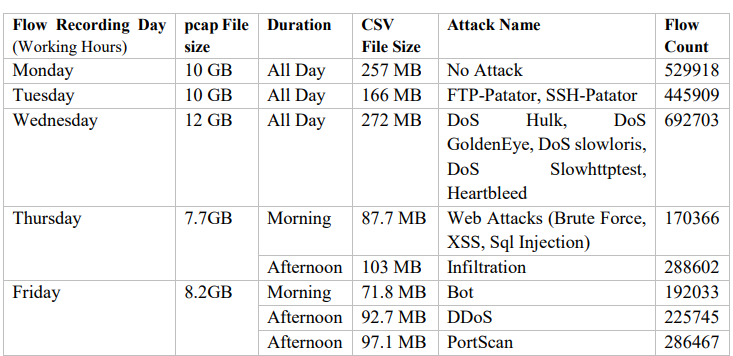 Flow Recording Day pcap File Duration CSV Attack Name Flow
(Working Hours) size File Size Count
Monday 10 GB All Day 257 MB No Attack 529918
Tuesday 10 GB All Day 166 MB FTP-Patator, SSH-Patator 445909
Wednesday 12 GB All Day 272 MB DoS Hulk, DoS 692703
GoldenEye, DoS slowloris,
DoS Slowhttptest,
Heartbleed
Thursday 7.7GB Morning 87.7 MB Web Attacks (Brute Force, 170366
XSS, Sql Injection)
Afternoon 103 MB Infiltration 288602
Friday 8.2GB Morning 71.8 MB Bot 192033
Afternoon 92.7 MB DDoS 225745
Afternoon 97.1 MB PortScan 286467